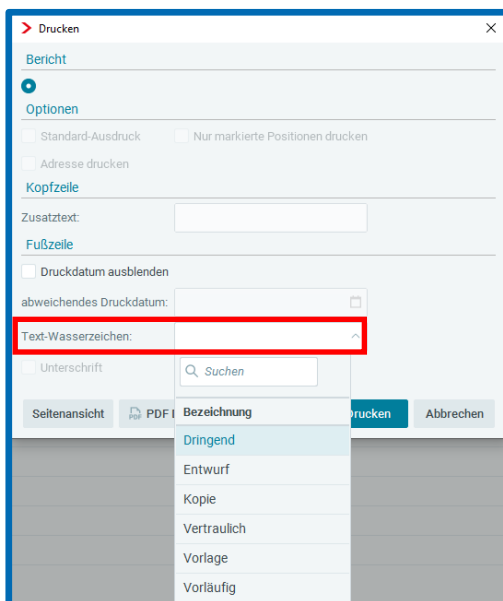 Drucken
Bericht
Optionen
Standard-Ausdruck Nur markierte Positionen drucken
Adresse drucken
Kopfzeile
Zusatztext:
Fußzeile
Druckdatum ausblenden
abweichendes Druckdatum:
Text-Wasserzeichen:
Unterschrift
Suchen
Seitenansicht PDF Drucken Abbrechen
Bezeichnung
Dringend
Entwurf
Kopie
Vertraulich
Vorlage
Vorläufig